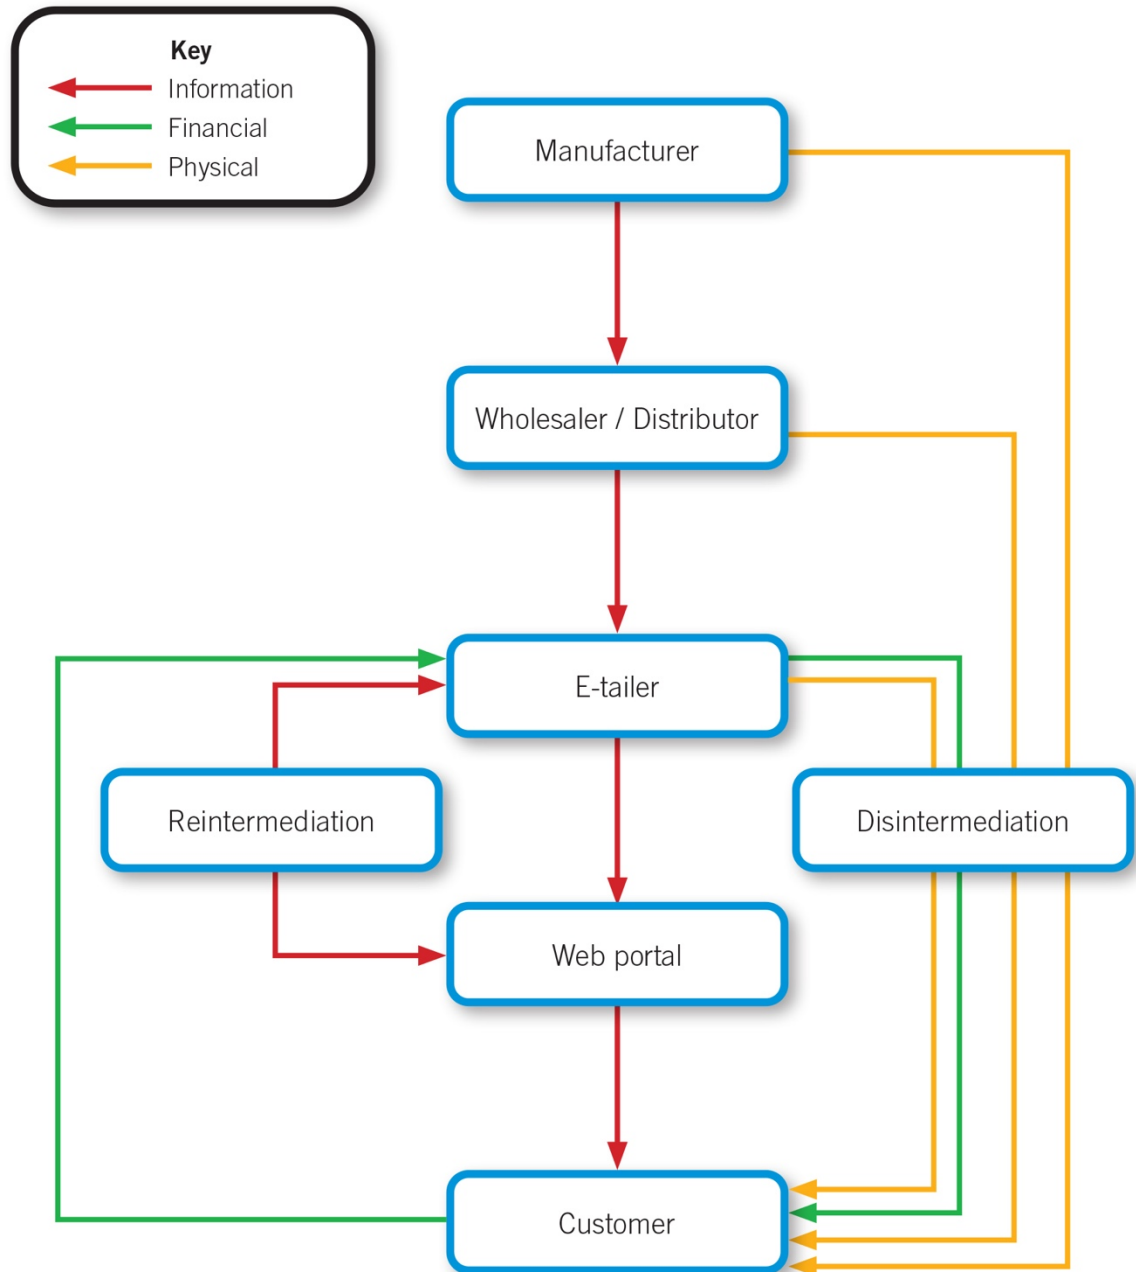 Key
Information
Financial
Physical
Manufacturer
Wholesaler / Distributor
E-tailer
Reintermediation
Disintermediation
Web portal
Customer